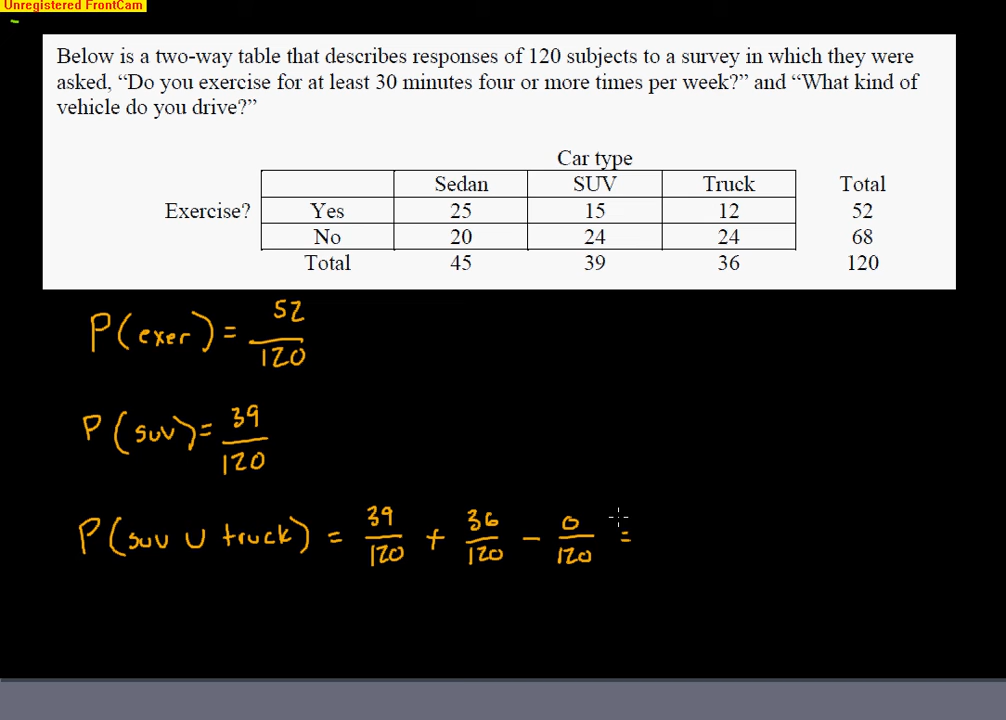 Unregistered FrontCam
Below is a two-way table that describes responses of 120 subjects to a survey in which they were
asked, “Do you exercise for at least 30 minutes four or more times per week?” and “What kind of
vehicle do you drive?”
Car type
Sedan SUV Truck Total
Exercise? Yes 25 15 12 52
No 20 24 24 68
Total 45 39 36 120
P(exer) = 52/120
P(suv) = 39/120
P(suv ∪ truck) = 39/120 + 36/120 - 0/120 =